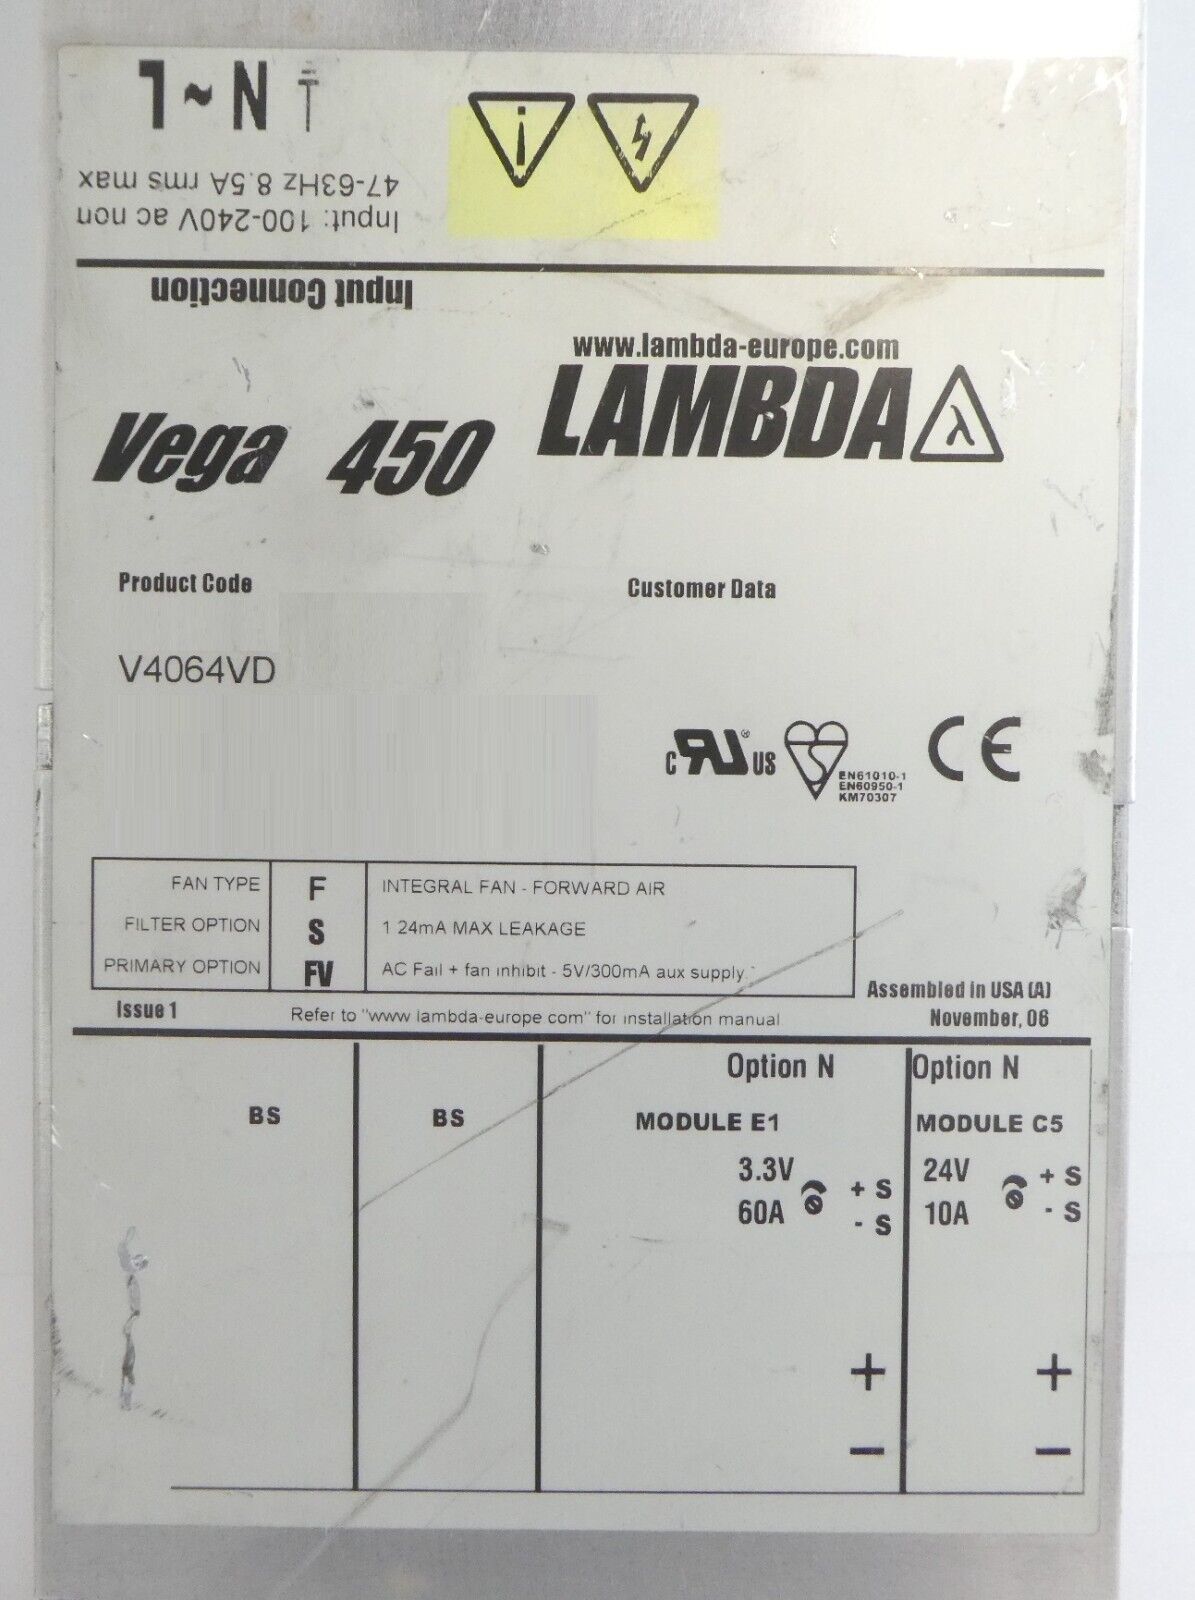 L ~ N
47-63Hz 8.5A rms max
Input: 100-240V ac non
Input Connection
www.lambda-europe.com
LAMBDA λ
Vega 450
Product Code
Customer Data
V4064VD
c RU ® US
EN61010-1
EN60950-1
KM70307
CE
FAN TYPE F INTEGRAL FAN - FORWARD AIR
FILTER OPTION S 1 24mA MAX LEAKAGE
PRIMARY OPTION FV AC Fail + fan inhibit - 5V/300mA aux supply.
Assembled in USA (A)
Issue 1 Refer to "www lambda-europe com" for installation manual November, 06
Option N Option N
BS BS MODULE E1 MODULE C5
3.3V + S 24V + S
60A - S 10A - S
+ +
− −